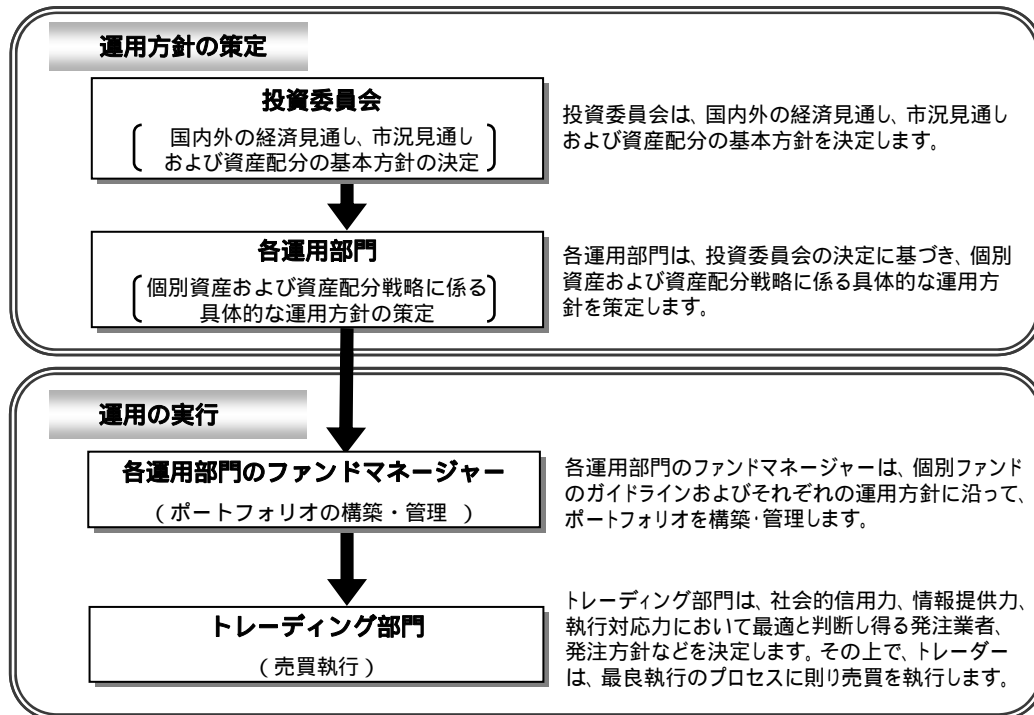 運用方針の策定
投資委員会
国内外の経済見通し、市況見通し
および資産配分の基本方針の決定
投資委員会は、国内外の経済見通し、市況見通し
および資産配分の基本方針を決定します。
各運用部門
個別資産および資産配分戦略に係る
具体的な運用方針の策定
各運用部門は、投資委員会の決定に基づき、個別
資産および資産配分戦略に係る具体的な運用方
針を策定します。
運用の実行
各運用部門のファンドマネージャー
(ポートフォリオの構築・管理 )
各運用部門のファンドマネージャーは、個別ファンド
のガイドラインおよびそれぞれの運用方針に沿って、
ポートフォリオを構築・管理します。
トレーディング部門
(売買執行)
トレーディング部門は、社会的信用力、情報提供力、
執行対応力において最適と判断し得る発注業者、
発注方針などを決定します。その上で、トレーダー
は、最良執行のプロセスに則り売買を執行します。